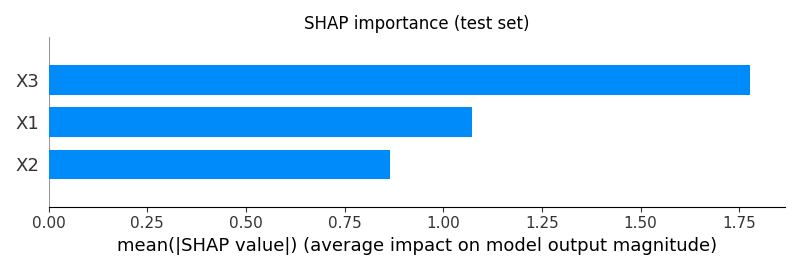 SHAP importance (test set)
X3
X1
X2
0.00 0.25 0.50 0.75 1.00 1.25 1.50 1.75
mean(|SHAP value|) (average impact on model output magnitude)